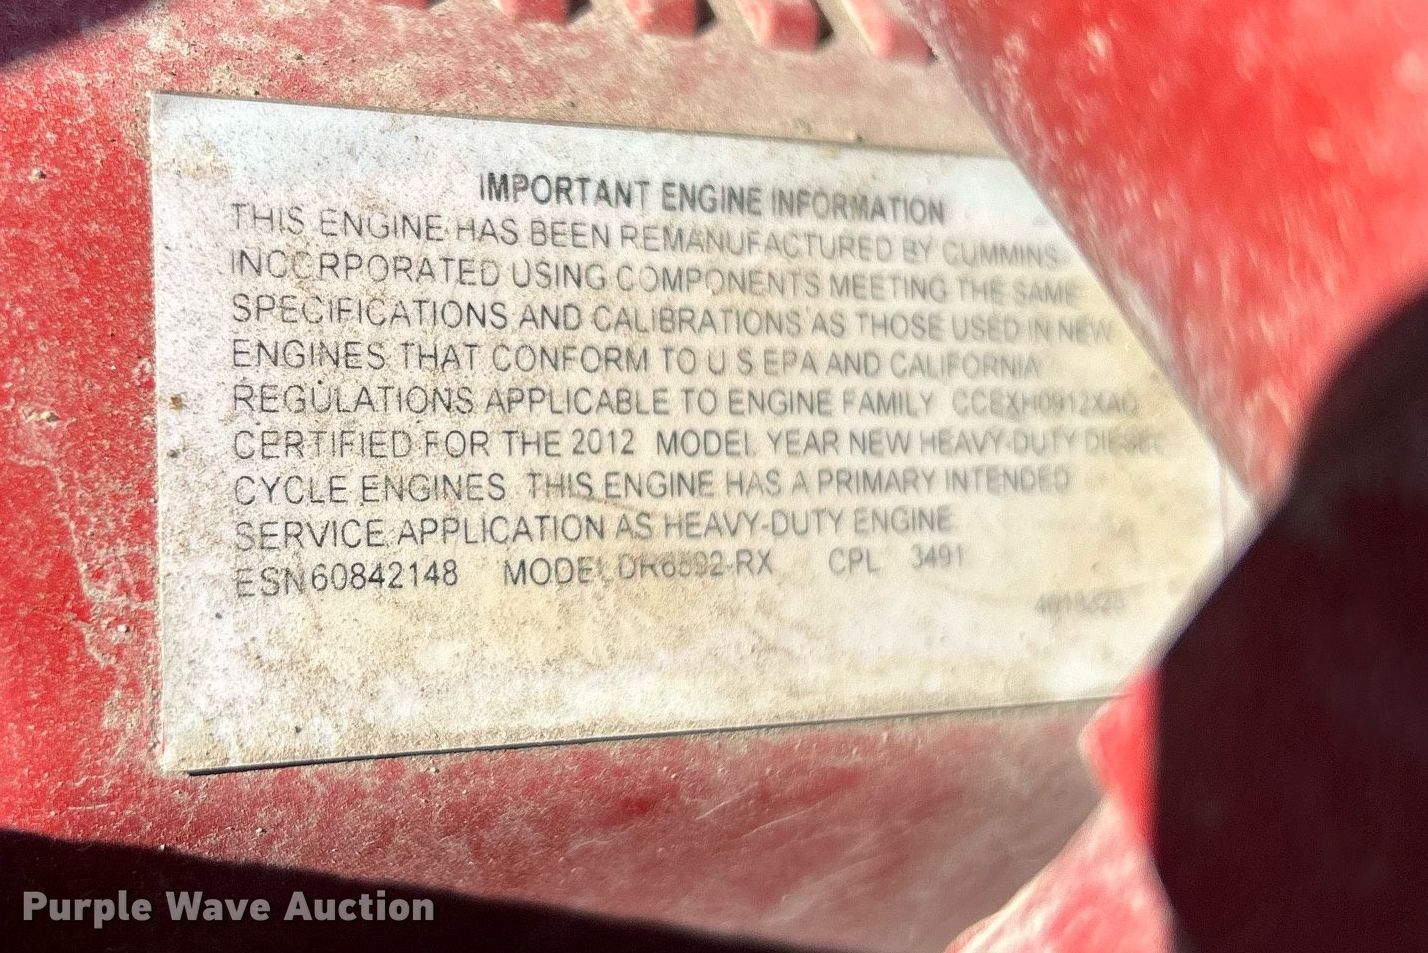 IMPORTANT ENGINE INFORMATION
THIS ENGINE HAS BEEN REMANUFACTURED BY CUMMINS
INCORPORATED USING COMPONENTS MEETING THE SAME
SPECIFICATIONS AND CALIBRATIONS AS THOSE USED IN NEW
ENGINES THAT CONFORM TO U S EPA AND CALIFORNIA
REGULATIONS APPLICABLE TO ENGINE FAMILY
CERTIFIED FOR THE 2012 MODEL YEAR NEW HEAVY-DUTY DIESEL
CYCLE ENGINES THIS ENGINE HAS A PRIMARY INTENDED
SERVICE APPLICATION AS HEAVY-DUTY ENGINE
ESN 60842148 MODEL CPL 3491
Purple Wave Auction